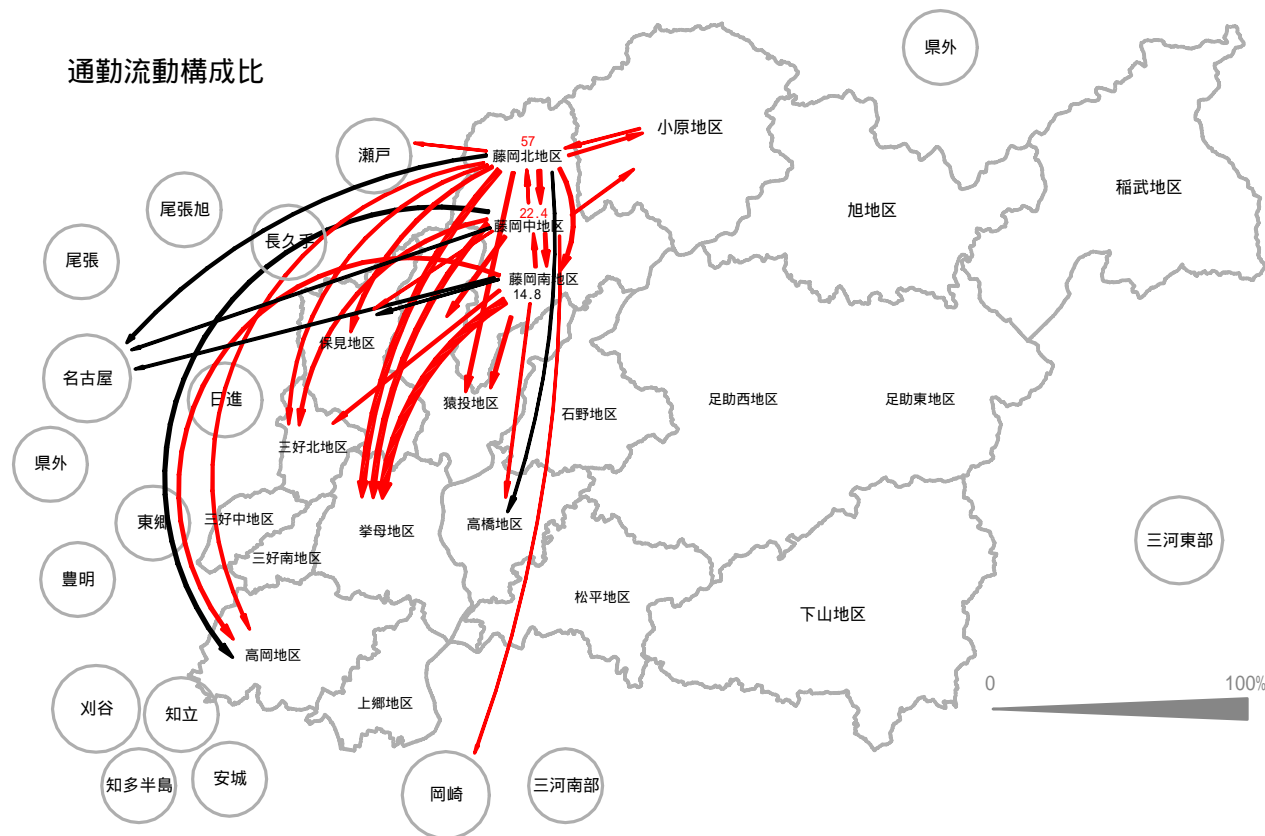 通勤流動構成比
県外
小原地区
57
藤岡北地区
瀬戸
稲武地区
尾張旭
旭地区
22.4
藤岡中地区
長久手
尾張
藤岡南地区
14.8
保見地区
名古屋
日進
猿投地区
石野地区
足助西地区
足助東地区
三好北地区
県外
東郷
三好中地区
挙母地区
高橋地区
三河東部
三好南地区
豊明
松平地区
下山地区
高岡地区
0
100%
上郷地区
刈谷
知立
知多半島
安城
岡崎
三河南部